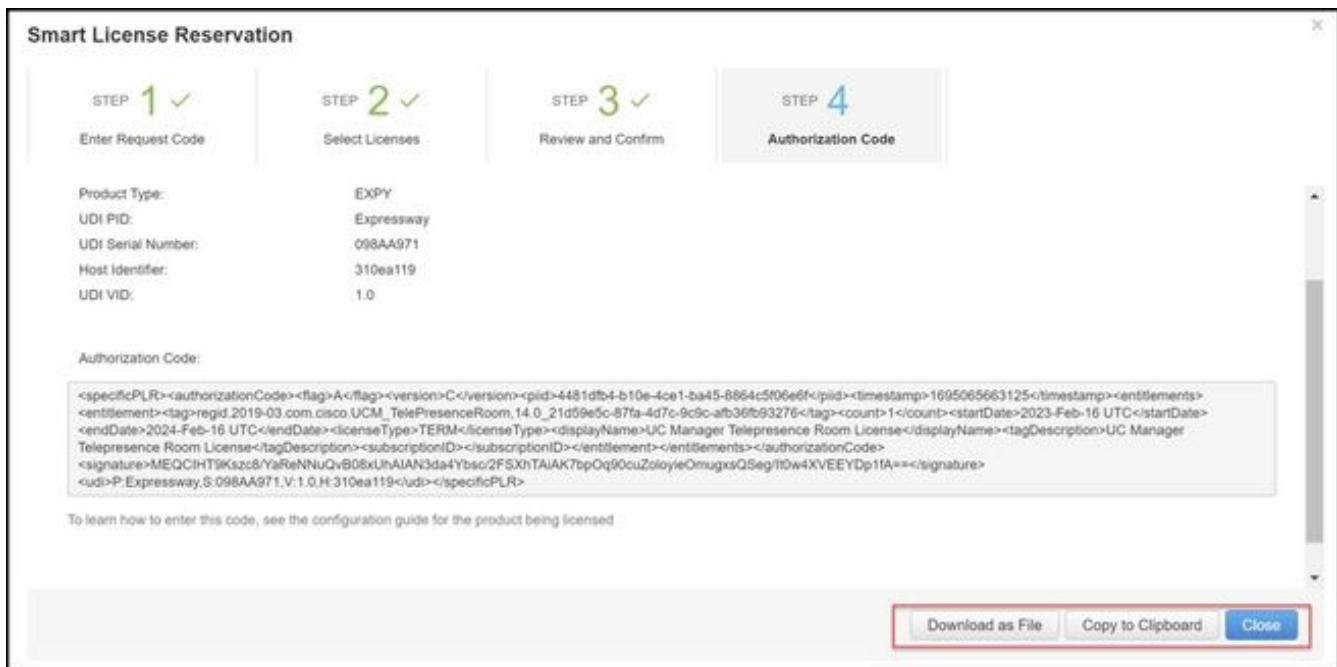 Smart License Reservation
STEP 1 ✓
STEP 2 ✓
STEP 3 ✓
STEP 4
Enter Request Code
Select Licenses
Review and Confirm
Authorization Code
Product Type: EXPY
UDI PID: Expressway
UDI Serial Number: 098AA971
Host Identifier: 310ea119
UDI VID: 1.0
Authorization Code:
<specificPLR><authorizationCode><flag>A</flag><version>C</version><piid>4481dfb4-b10e-4ce1-ba45-8864c5f06e6f</piid><timestamp>1695065663125</timestamp><entitlements>
<entitlement><tag>regid.2019-03.com.cisco.UCM_TelePresenceRoom,14.0_21d59e5c-87fa-4d7c-9c9c-afb36fb93276</tag><count>1</count><startDate>2023-Feb-16 UTC</startDate>
<endDate>2024-Feb-16 UTC</endDate><licenseType>TERM</licenseType><displayName>UC Manager Telepresence Room License</displayName><tagDescription>UC Manager
Telepresence Room License</tagDescription><subscriptionID></subscriptionID></entitlement></entitlements></authorizationCode>
<signature>MEQCIHT9Kszc8/YaReNNuQvB08xUhAIAN3da4Ybsc/2FSXhTAiAK7bpOq90cuZoloyieOmugxsQSeg/It0w4XVEEYDp1fA==</signature>
<udi>P:Expressway,S:098AA971,V:1.0,H:310ea119</udi></specificPLR>
To learn how to enter this code, see the configuration guide for the product being licensed
Download as File
Copy to Clipboard
Close